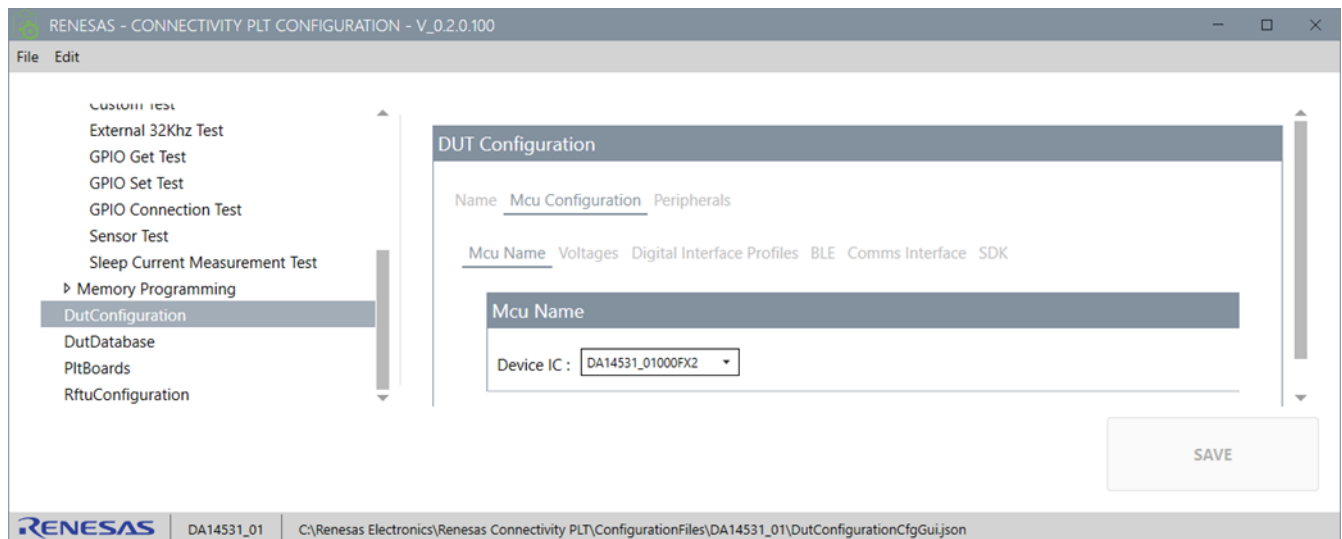 RENESAS - CONNECTIVITY PLT CONFIGURATION - V_0.2.0.100
File Edit
Custom Test
External 32Khz Test
GPIO Get Test
GPIO Set Test
GPIO Connection Test
Sensor Test
Sleep Current Measurement Test
Memory Programming
DutConfiguration
DutDatabase
PltBoards
RftuConfiguration
DUT Configuration
Name Mcu Configuration Peripherals
Mcu Name Voltages Digital Interface Profiles BLE Comms Interface SDK
Mcu Name
Device IC : DA14531_01000FX2
SAVE
RENESAS DA14531_01 C:\Renesas Electronics\Renesas Connectivity PLT\ConfigurationFiles\DA14531_01\DutConfigurationCfgGui.json